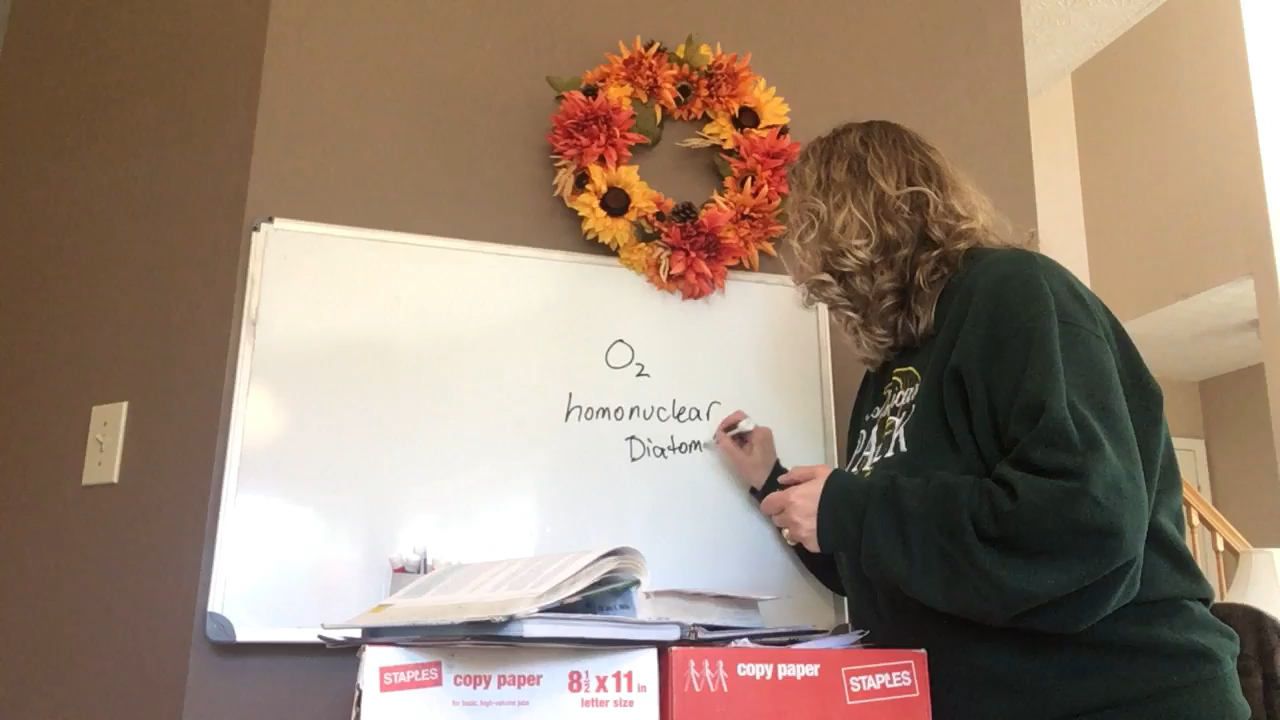 O₂
homonuclear
Diatom
PACK
STAPLES
copy paper
8½ x 11 in
letter size
for basic, high-volume jobs
copy paper
STAPLES